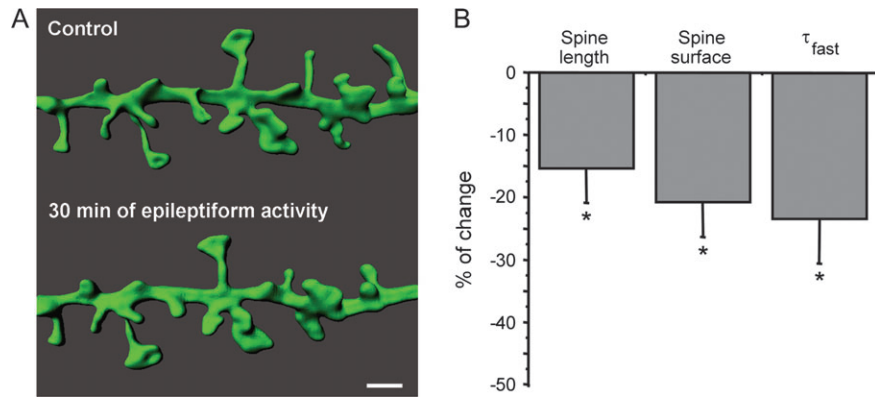 A
Control
30 min of epileptiform activity
B
Spine length
Spine surface
τfast
% of change
0
-10
-20
-30
-40
-50
*
*
*